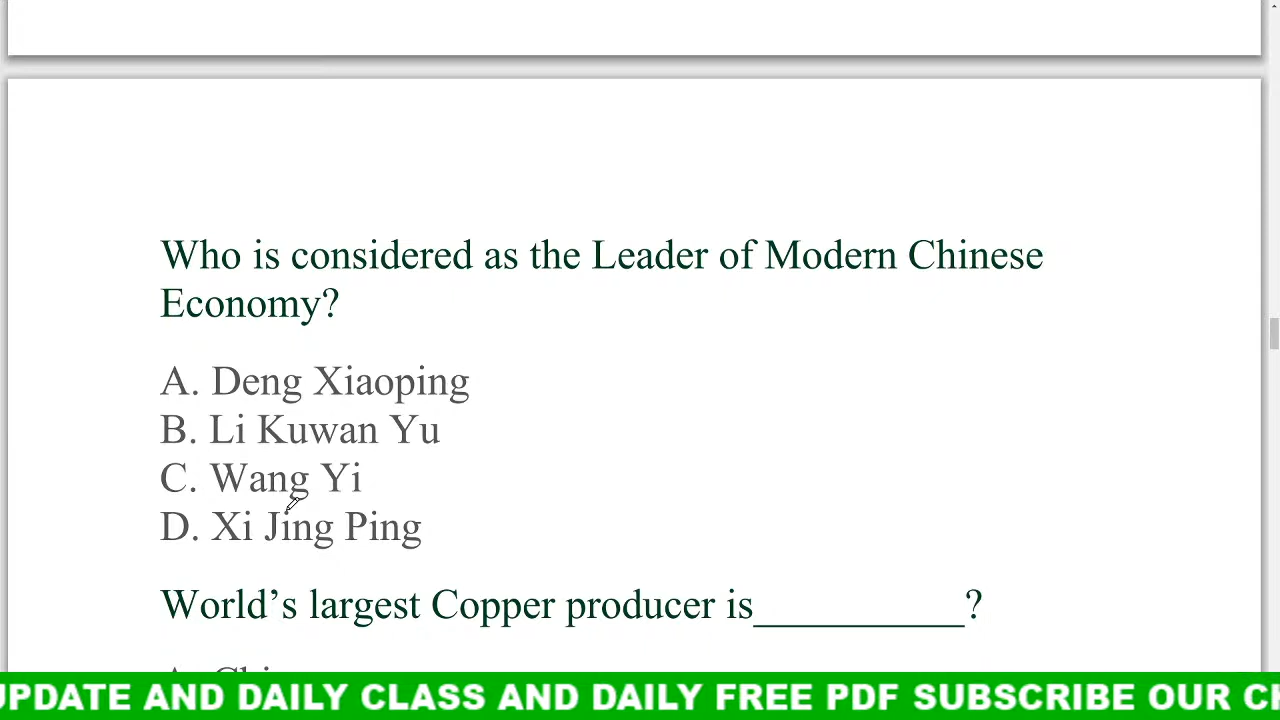 Who is considered as the Leader of Modern Chinese
Economy?
A. Deng Xiaoping
B. Li Kuwan Yu
C. Wang Yi
D. Xi Jing Ping
World’s largest Copper producer is__________?
UPDATE AND DAILY CLASS AND DAILY FREE PDF SUBSCRIBE OUR